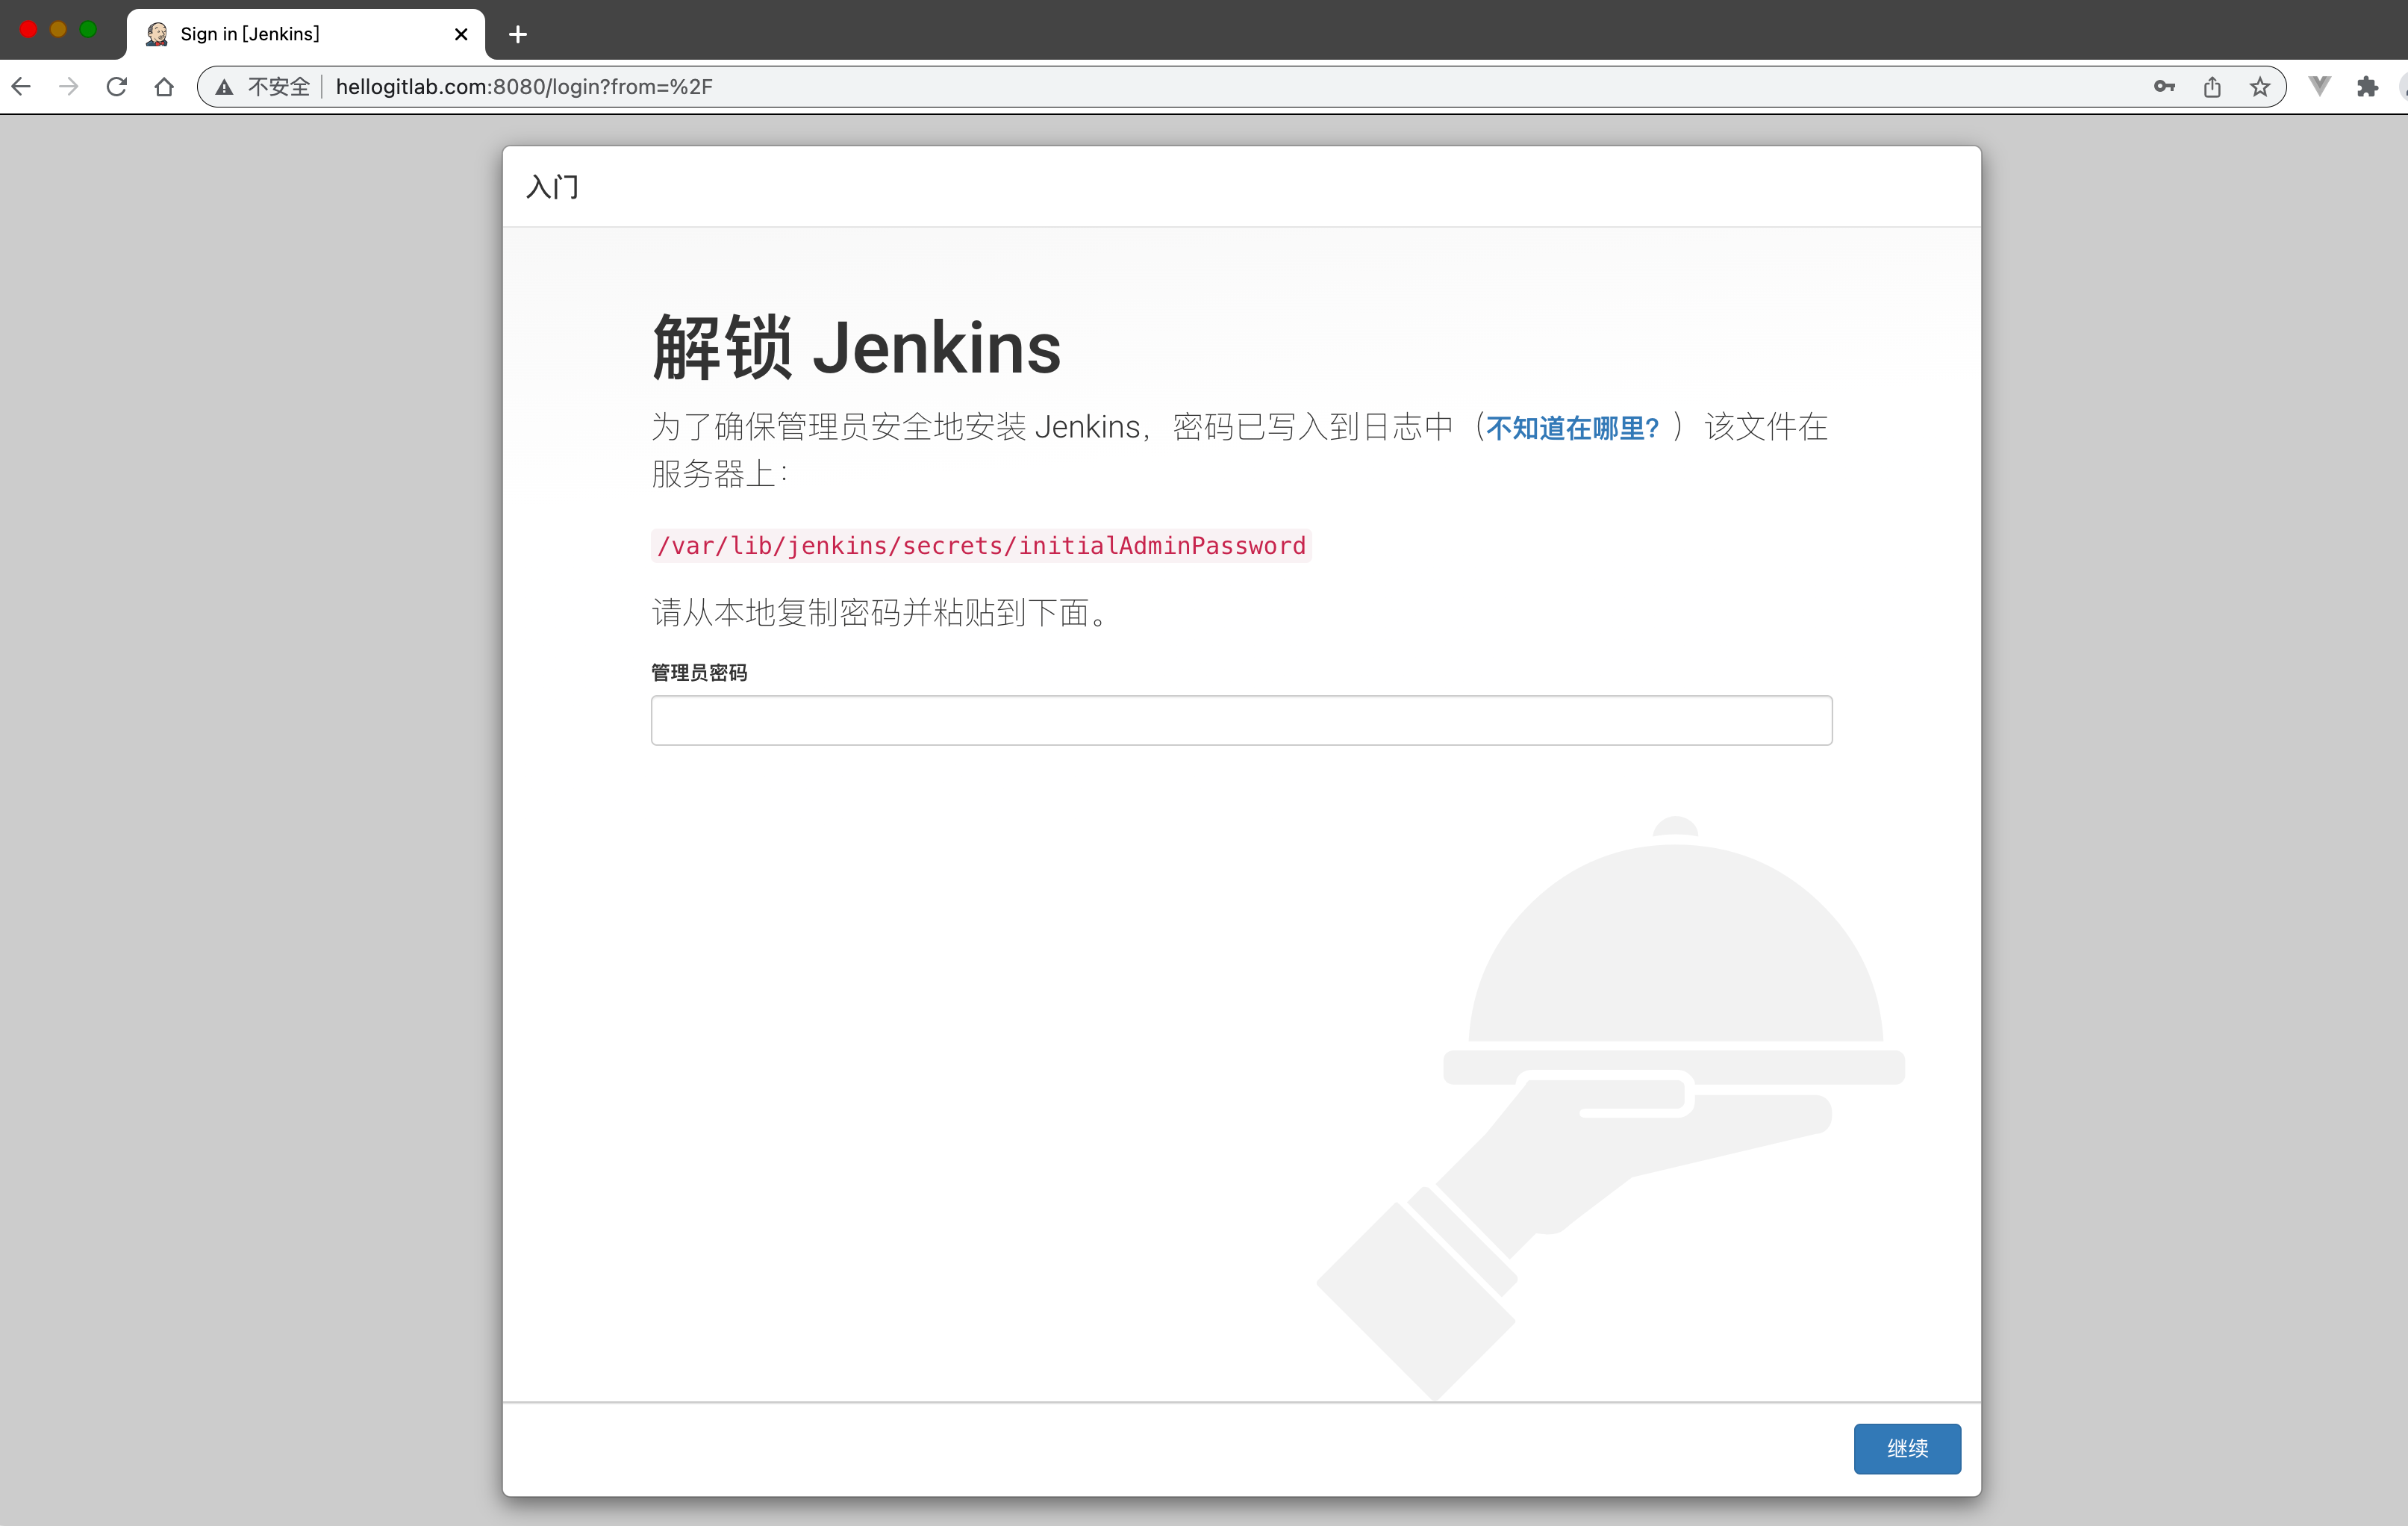 Sign in [Jenkins]
不安全 hellogitlab.com:8080/login?from=%2F
入门
解锁 Jenkins
为了确保管理员安全地安装 Jenkins，密码已写入到日志中（不知道在哪里？）该文件在
服务器上：
/var/lib/jenkins/secrets/initialAdminPassword
请从本地复制密码并粘贴到下面。
管理员密码
继续